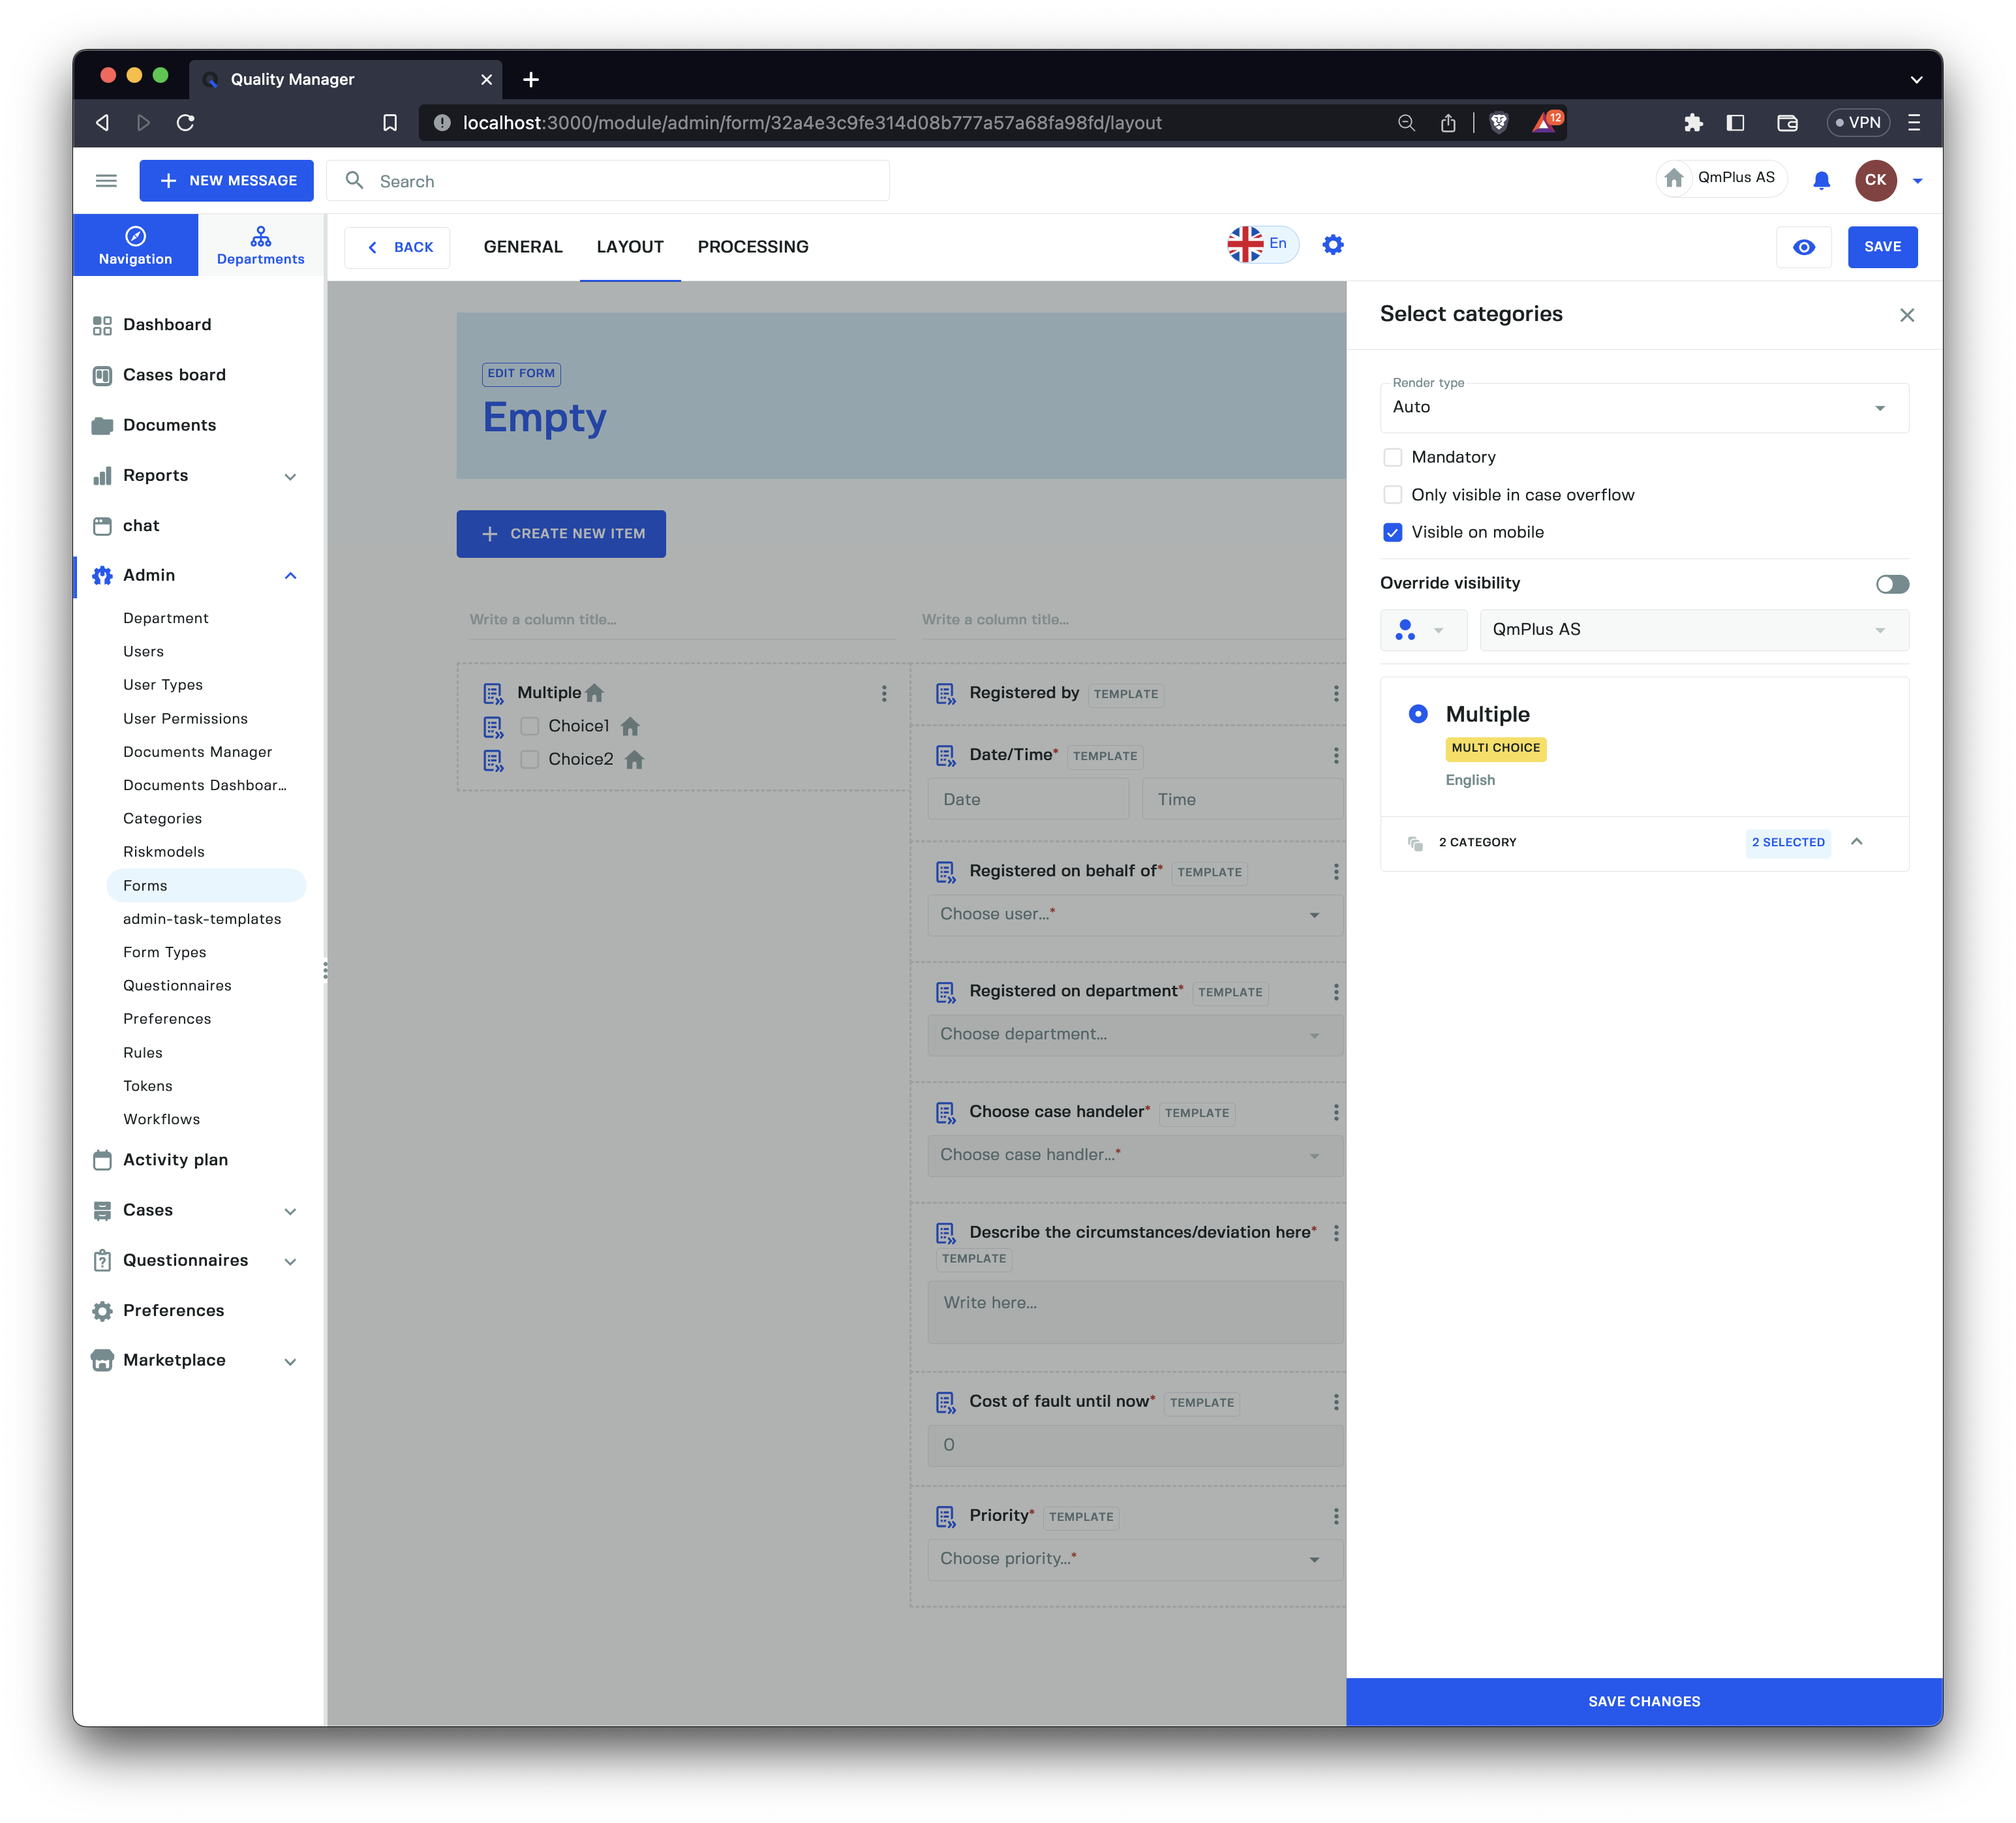 Quality Manager
localhost:3000/module/admin/form/32a4e3c9fe314d08b777a57a68fa98fd/layout
12
VPN
NEW MESSAGE
Search
QmPlus AS
CK
Navigation
Departments
BACK
GENERAL
LAYOUT
PROCESSING
En
SAVE
Dashboard
Cases board
Documents
Reports
chat
Admin
Department
Users
User Types
User Permissions
Documents Manager
Documents Dashboar...
Categories
Riskmodels
Forms
admin-task-templates
Form Types
Questionnaires
Preferences
Rules
Tokens
Workflows
Activity plan
Cases
Questionnaires
Preferences
Marketplace
EDIT FORM
Empty
CREATE NEW ITEM
Write a column title...
Multiple
Choice1
Choice2
Write a column title...
Registered by TEMPLATE
Date/Time* TEMPLATE
Date Time
Registered on behalf of* TEMPLATE
Choose user...*
Registered on department* TEMPLATE
Choose department...
Choose case handeler* TEMPLATE
Choose case handler...*
Describe the circumstances/deviation here*
TEMPLATE
Write here...
Cost of fault until now* TEMPLATE
0
Priority* TEMPLATE
Choose priority...*
Select categories
Render type
Auto
Mandatory
Only visible in case overflow
Visible on mobile
Override visibility
QmPlus AS
Multiple
MULTI CHOICE
English
2 CATEGORY
2 SELECTED
SAVE CHANGES